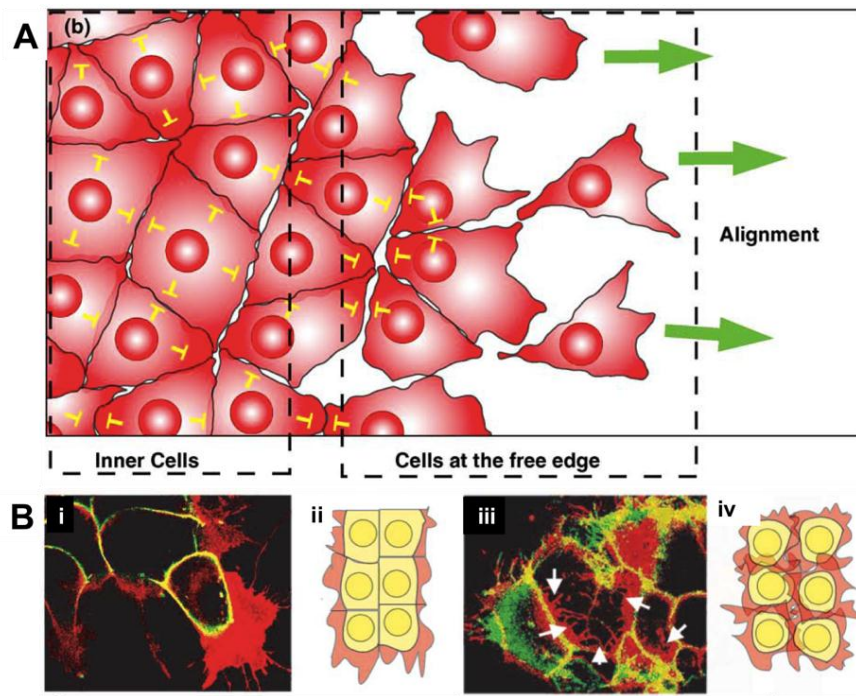 A
(b)
Alignment
Inner Cells
Cells at the free edge
B
i
ii
iii
iv